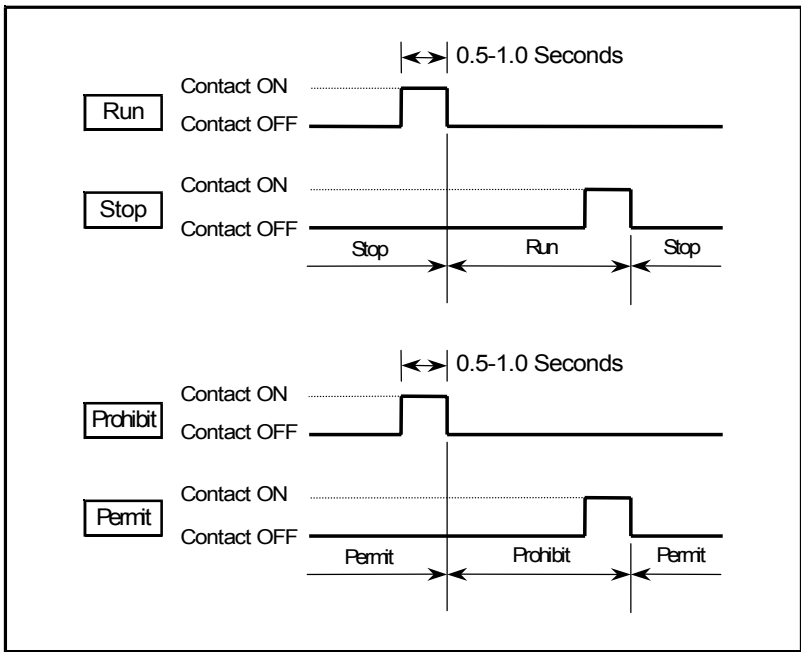 0.5-1.0 Seconds
Contact ON
Run
Contact OFF
Contact ON
Stop
Contact OFF
Stop Run Stop
0.5-1.0 Seconds
Contact ON
Prohibit
Contact OFF
Contact ON
Permit
Contact OFF
Permit Prohibit Permit